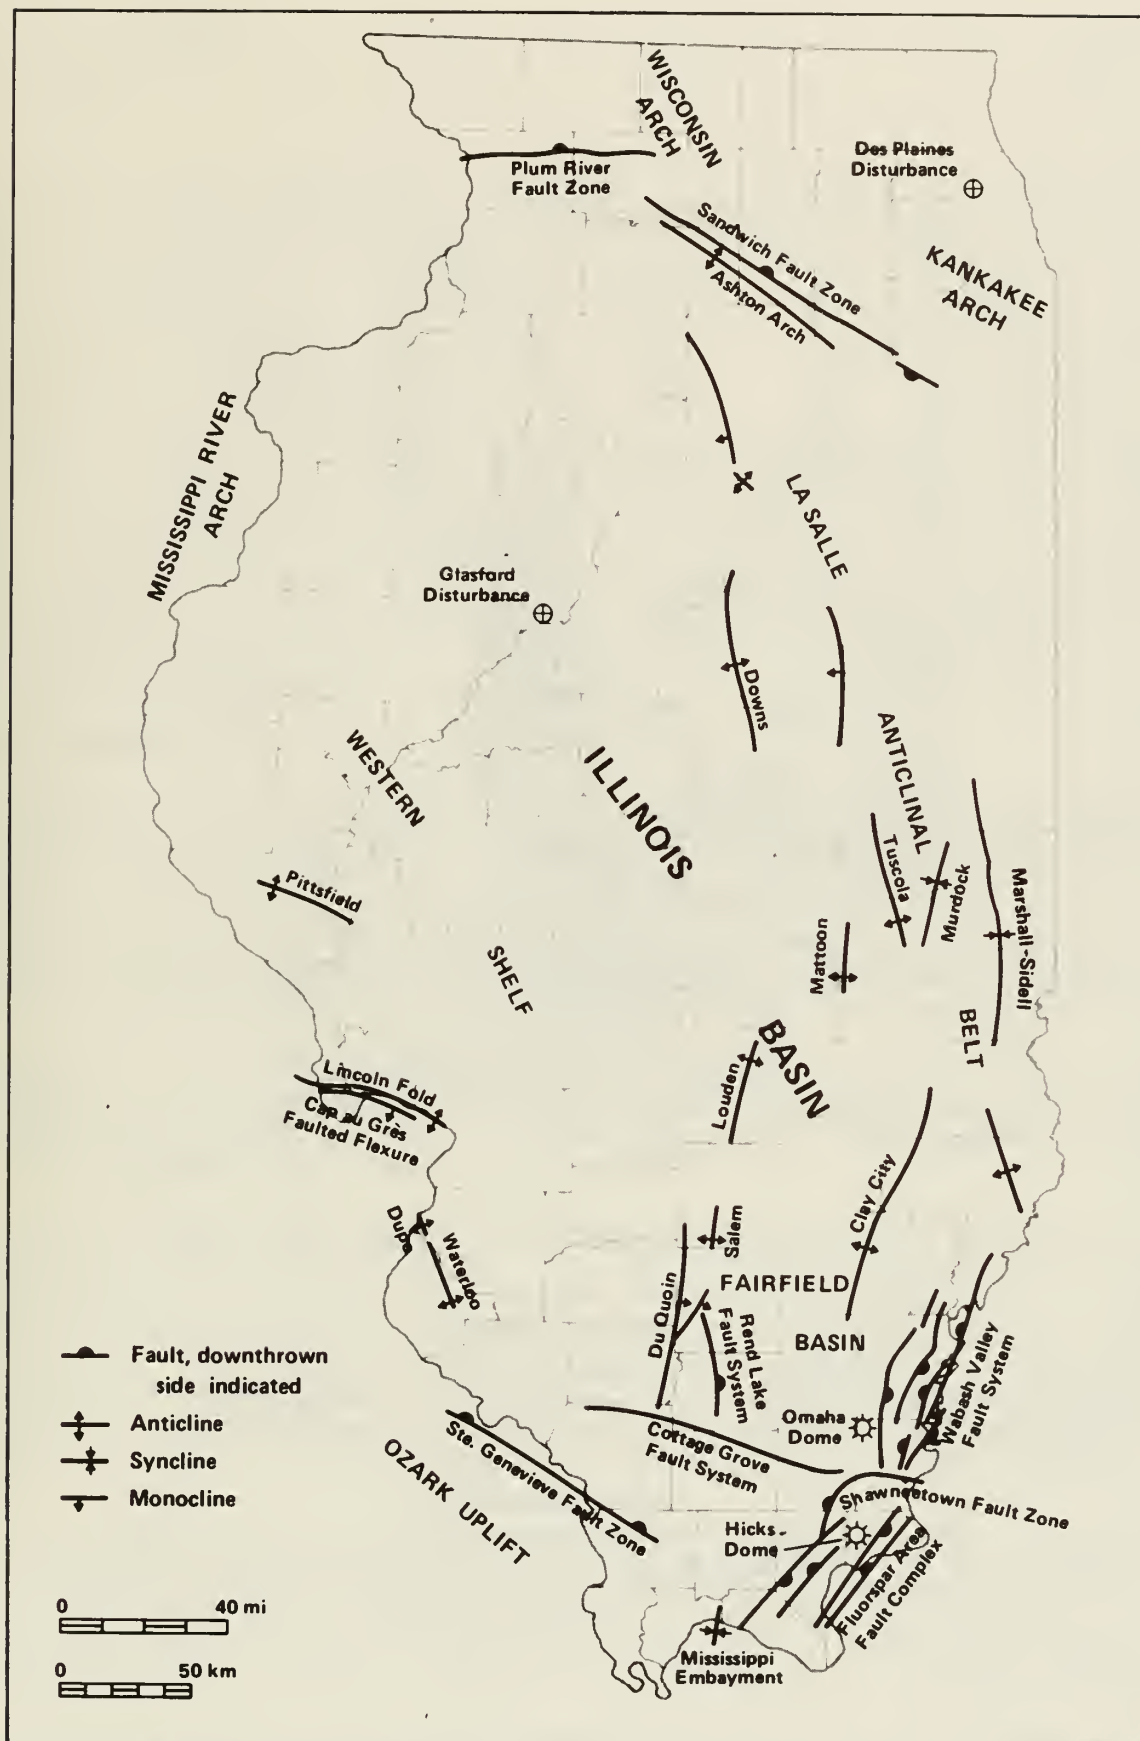 WISCONSIN
ARCH
Des Plaines
Disturbance
Plum River
Fault Zone
Sandwich Fault Zone
Ashton Arch
KANKAKEE
ARCH
MISSISSIPPI RIVER
ARCH
LA SALLE
Glasford
Disturbance
Downs
ANTICLINAL
WESTERN
ILLINOIS
Tuscola
Murdock
Marshall-Sidell
Pittsfield
Mattoon
SHELF
BELT
BASIN
Lincoln Fold
Cap au Grès
Faulted Flexure
Louden
Clay City
Dupo
Waterloo
Salem
FAIRFIELD
BASIN
Du Quoin
Rend Lake
Fault System
Wabash Valley
Fault System
Omaha
Dome
Cottage Grove
Fault System
Ste. Genevieve Fault Zone
OZARK UPLIFT
Shawneetown Fault Zone
Hicks
Dome
Fluorspar Area
Fault Complex
Mississippi
Embayment
Fault, downthrown
side indicated
Anticline
Syncline
Monocline
0 40 mi
0 50 km